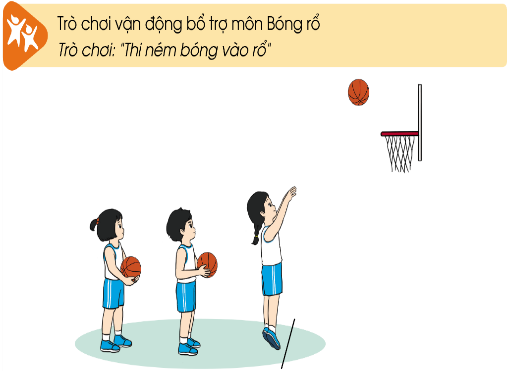 Trò chơi vận động bổ trợ môn Bóng rổ
Trò chơi: "Thi ném bóng vào rổ"